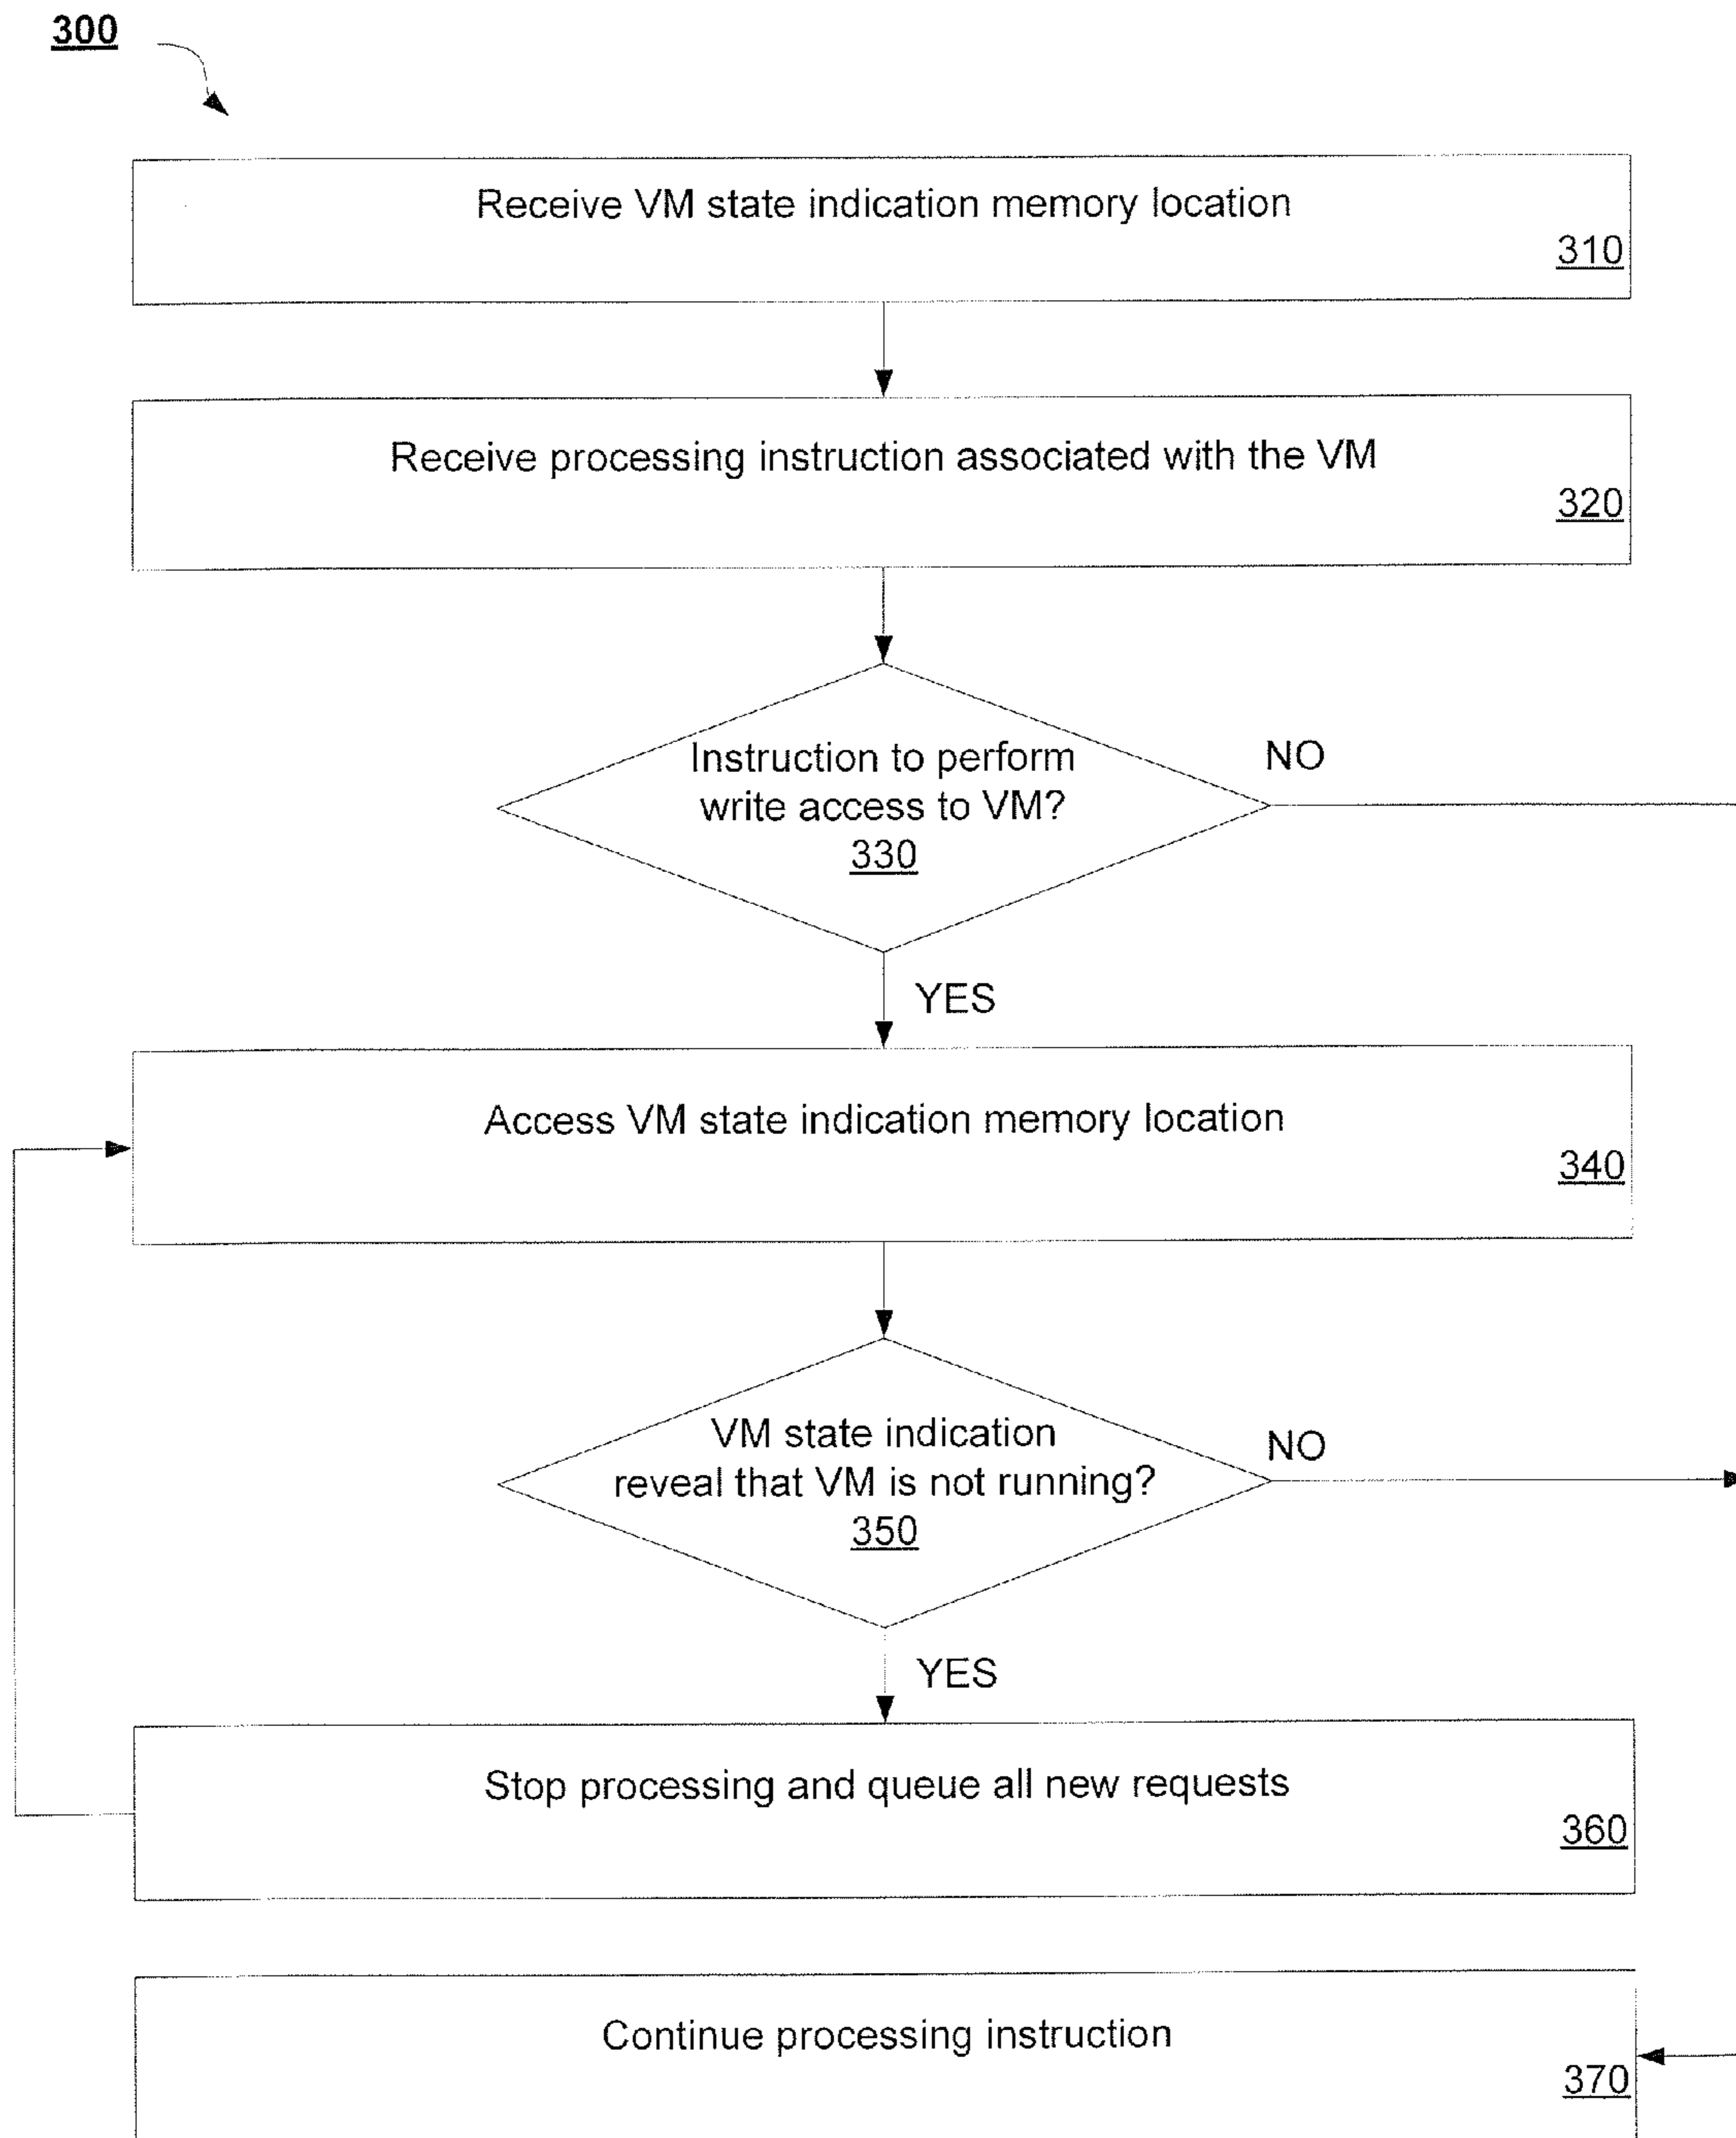 300
Receive VM state indication memory location
310
Receive processing instruction associated with the VM
320
Instruction to perform
write access to VM?
330
NO
YES
Access VM state indication memory location
340
VM state indication
reveal that VM is not running?
350
NO
YES
Stop processing and queue all new requests
360
Continue processing instruction
370